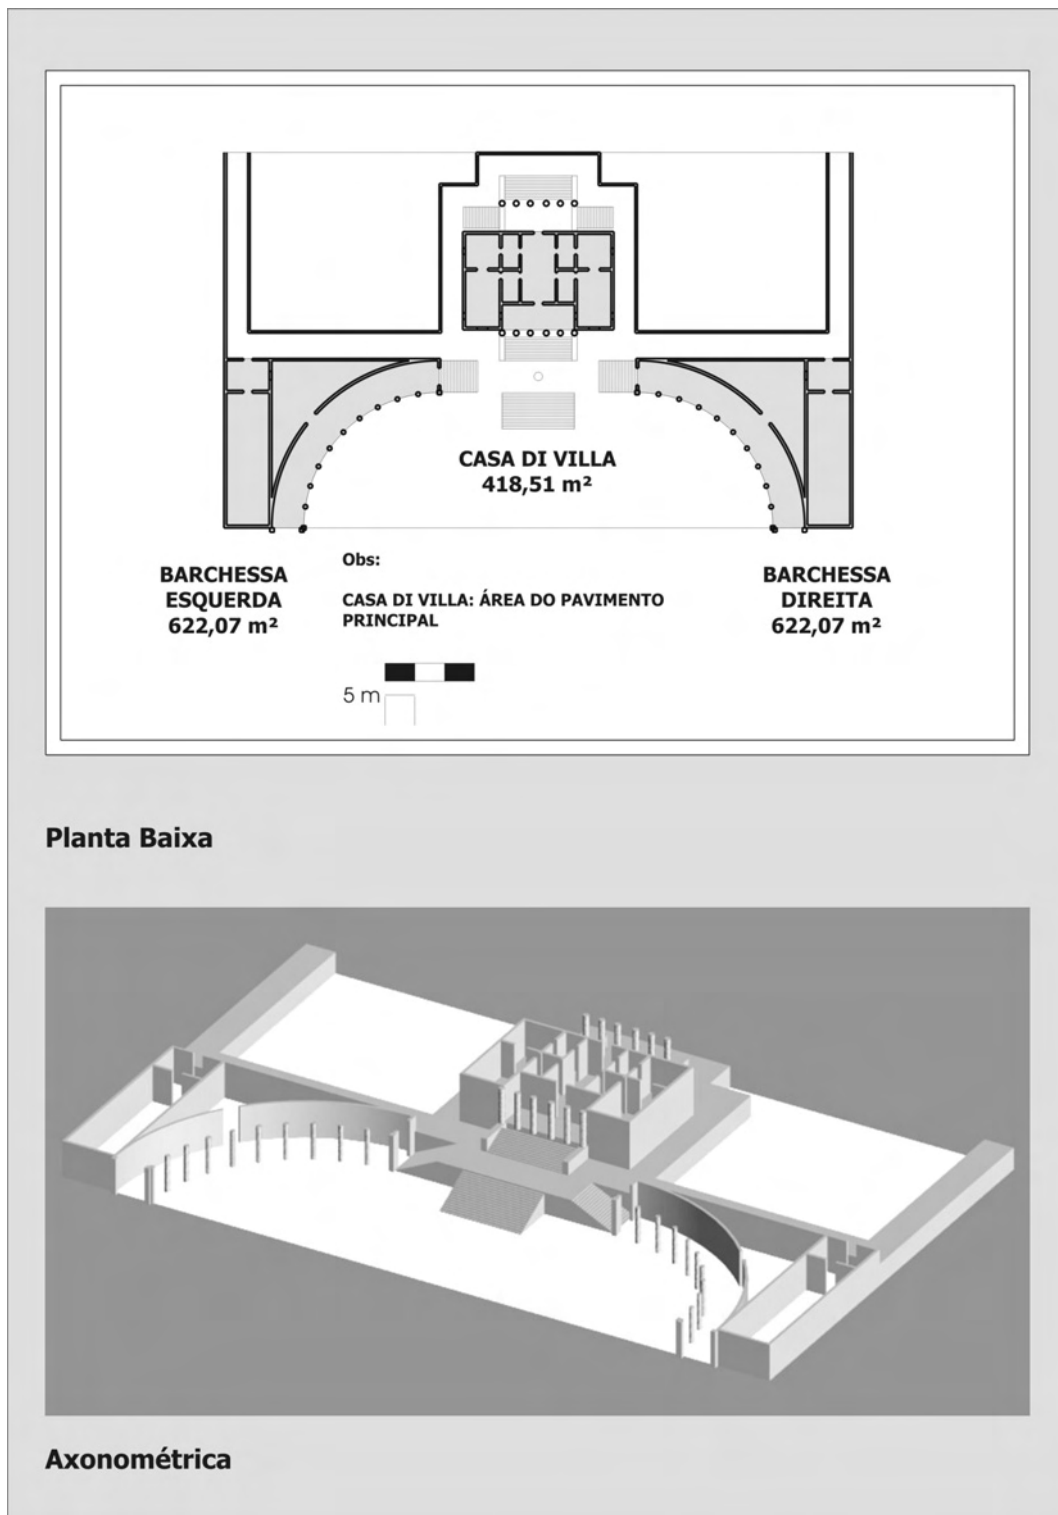 CASA DI VILLA
418,51 m²
BARCHESSA
ESQUERDA
622,07 m²
Obs:
CASA DI VILLA: ÁREA DO PAVIMENTO
PRINCIPAL
5 m
BARCHESSA
DIREITA
622,07 m²
Planta Baixa
Axonométrica